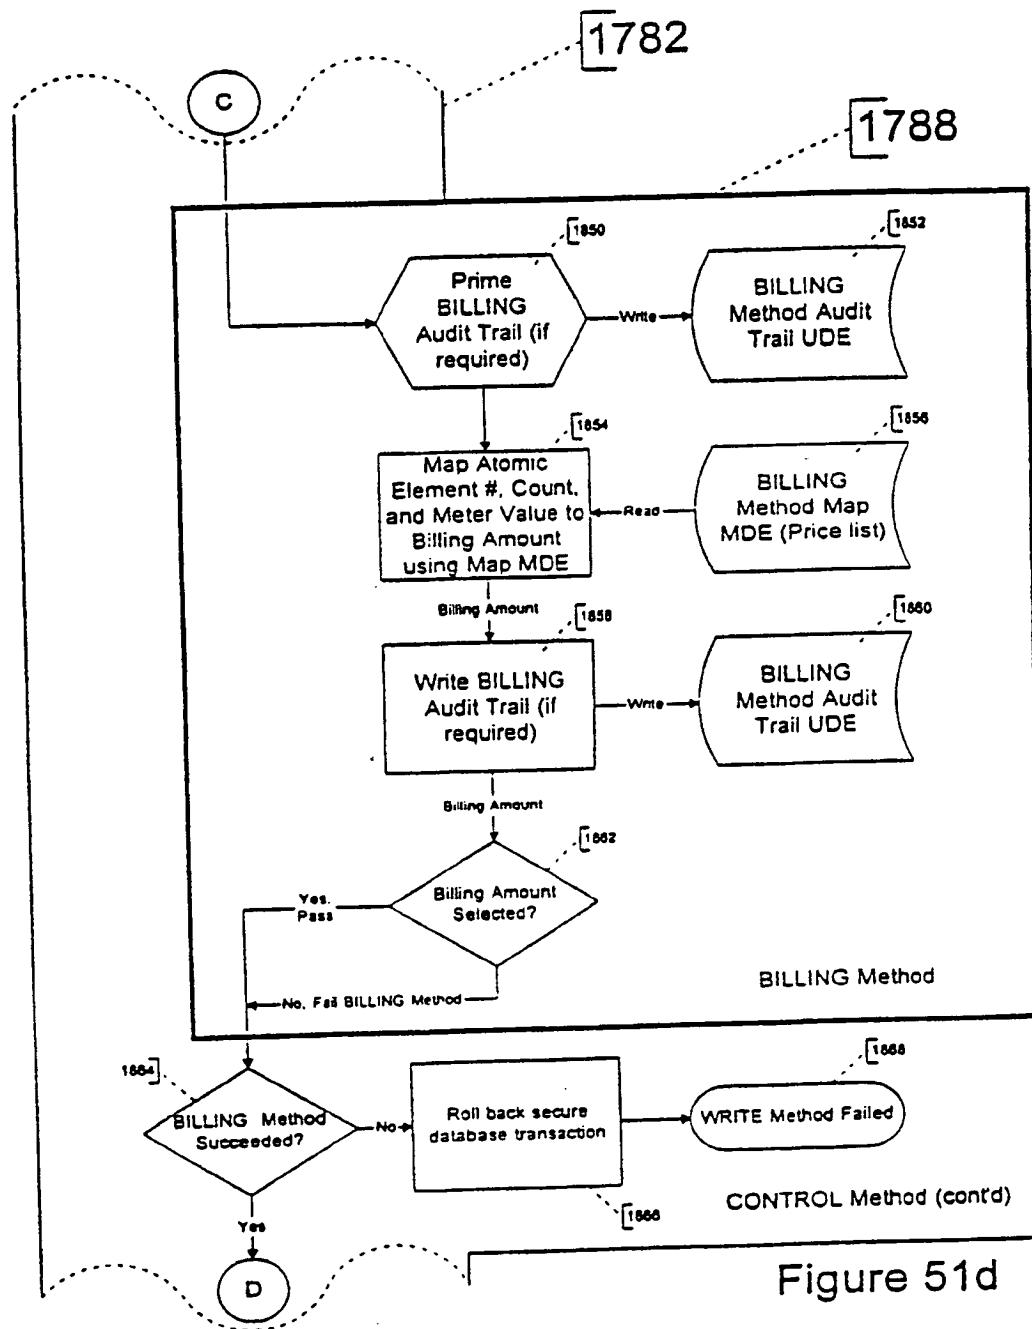 1782
C
1788
1850
1852
Prime
BILLING
Audit Trail (if
required)
Write
BILLING
Method Audit
Trail UDE
1854
1856
Map Atomic
Element #, Count,
and Meter Value to
Billing Amount
using Map MDE
Read
BILLING
Method Map
MDE (Price list)
Billing Amount
1858
1860
Write BILLING
Audit Trail (if
required)
Write
BILLING
Method Audit
Trail UDE
Billing Amount
1862
Yes,
Pass
Billing Amount
Selected?
No, Fail BILLING Method
BILLING Method
1864
1868
BILLING Method
Succeeded?
No
Roll back secure
database transaction
WRITE Method Failed
1866
CONTROL Method (cont'd)
Yes
D
Figure 51d